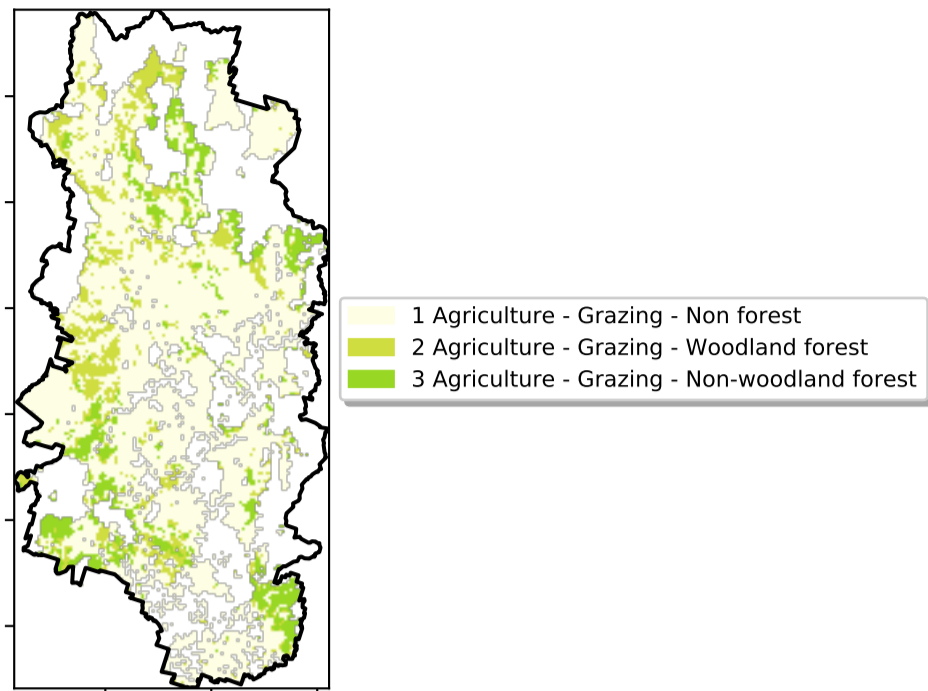 1 Agriculture - Grazing - Non forest
2 Agriculture - Grazing - Woodland forest
3 Agriculture - Grazing - Non-woodland forest